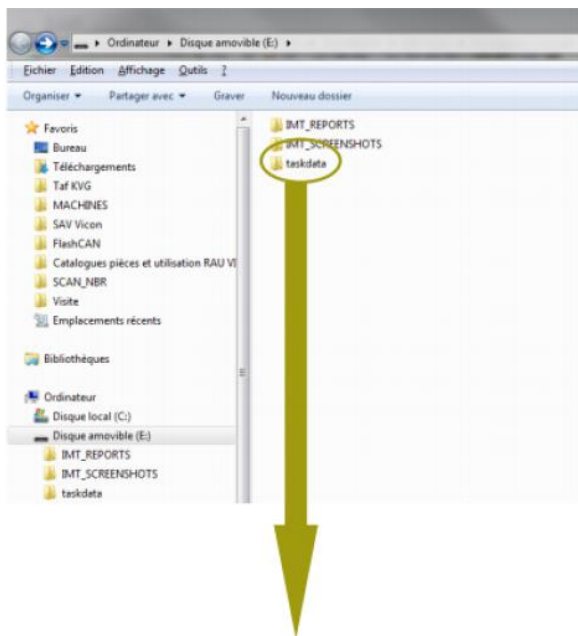 Ordinateur ▸ Disque amovible (E:) ▸
Eichier Edition Affichage Outils ?
Organiser Partager avec Graver Nouveau dossier
Favoris
Bureau
Téléchargements
Taf KVG
MACHINES
SAV Vicon
FlashCAN
Catalogues pièces et utilisation RAU VI
SCAN_NBR
Visite
Emplacements récents
Bibliothèques
Ordinateur
Disque local (C:)
Disque amovible (E:)
IMT_REPORTS
IMT_SCREENSHOTS
taskdata
IMT_REPORTS
IMT_SCREENSHOTS
taskdata